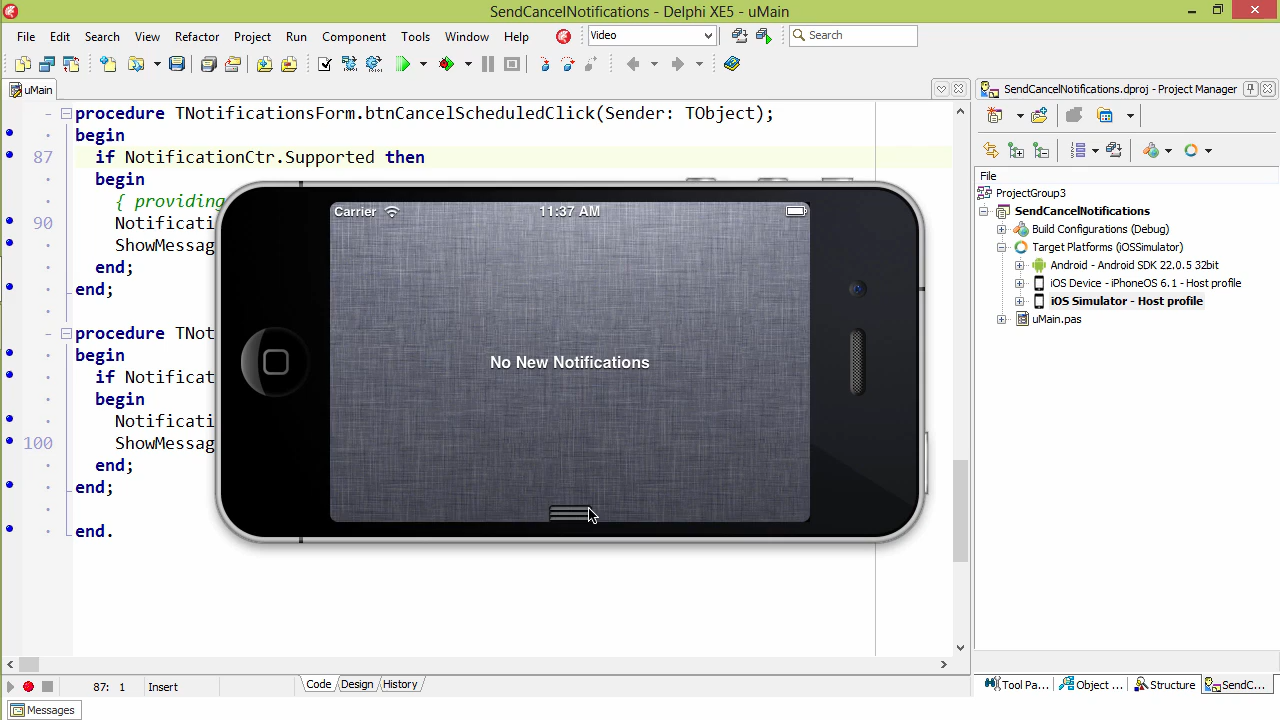 SendCancelNotifications - Delphi XE5 - uMain
File Edit Search View Refactor Project Run Component Tools Window Help Video Search
uMain
procedure TNotificationsForm.btnCancelScheduledClick(Sender: TObject);
begin
87 if NotificationCtr.Supported then
begin
{ providing
90 Notificati
ShowMessag
end;
end;
procedure TNot
begin
if Notificat
begin
Notificati
100 ShowMessag
end;
end;
end.
Carrier 11:37 AM
No New Notifications
SendCancelNotifications.dproj - Project Manager
File
ProjectGroup3
SendCancelNotifications
Build Configurations (Debug)
Target Platforms (iOSSimulator)
Android - Android SDK 22.0.5 32bit
iOS Device - iPhoneOS 6.1 - Host profile
iOS Simulator - Host profile
uMain.pas
87: 1 Insert Code Design History
Tool Pa... Object ... Structure SendC...
Messages